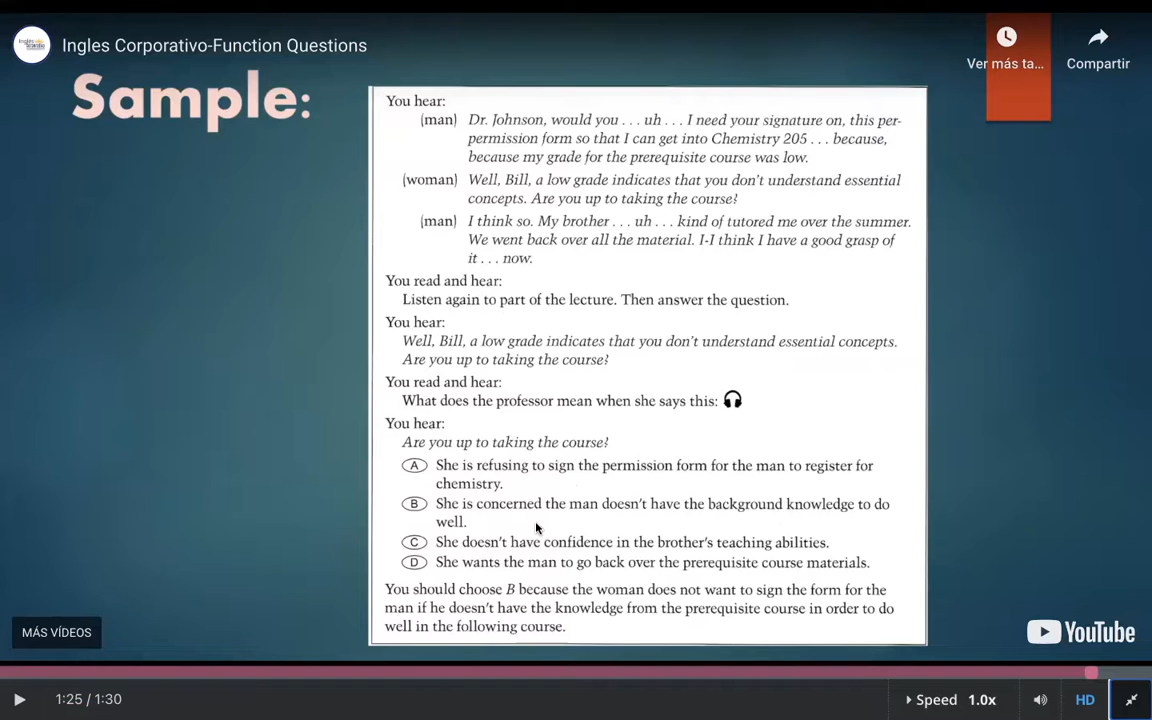 Ingles Corporativo-Function Questions
Ver más ta...
Compartir
Sample:
You hear:
(man) Dr. Johnson, would you . . . uh . . . I need your signature on, this per-
permission form so that I can get into Chemistry 205 . . . because,
because my grade for the prerequisite course was low.
(woman) Well, Bill, a low grade indicates that you don't understand essential
concepts. Are you up to taking the course?
(man) I think so. My brother . . . uh . . . kind of tutored me over the summer.
We went back over all the material. I-I think I have a good grasp of
it . . . now.
You read and hear:
Listen again to part of the lecture. Then answer the question.
You hear:
Well, Bill, a low grade indicates that you don't understand essential concepts.
Are you up to taking the course?
You read and hear:
What does the professor mean when she says this:
You hear:
Are you up to taking the course?
A She is refusing to sign the permission form for the man to register for
chemistry.
B She is concerned the man doesn't have the background knowledge to do
well.
C She doesn't have confidence in the brother's teaching abilities.
D She wants the man to go back over the prerequisite course materials.
You should choose B because the woman does not want to sign the form for the
man if he doesn't have the knowledge from the prerequisite course in order to do
well in the following course.
MÁS VÍDEOS
YouTube
1:25 / 1:30
Speed 1.0x
HD